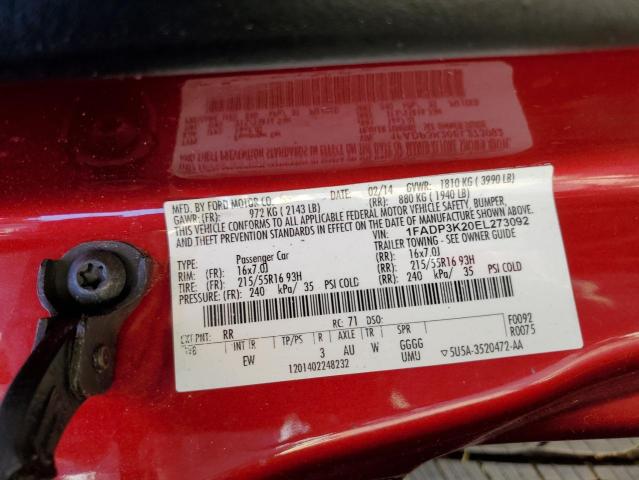 MFD. BY FORD MOTOR CO. DATE: 02/14 GVWR: 1810 KG ( 3990 LB)
GAWR:(FR): 972 KG ( 2143 LB) (RR): 880 KG ( 1940 LB)
THIS VEHICLE CONFORMS TO ALL APPLICABLE FEDERAL MOTOR VEHICLE SAFETY, BUMPER,
AND THEFT PREVENTION STANDARDS IN EFFECT ON THE DATE OF MANUFACTURE SHOWN ABOVE.
VIN: 1FADP3K20EL273092
TYPE: Passenger Car TRAILER TOWING - SEE OWNER GUIDE
RIM: (FR): 16x7.0J (RR): 16x7.0J
TIRE: (FR): 215/55R16 93H (RR): 215/55R16 93H
PRESSURE: (FR): 240 kPa/ 35 PSI COLD (RR): 240 kPa/ 35 PSI COLD
RC: 71 DSO: F0092
EXT PNT: RR R0075
INT TR TP/PS R AXLE TR SPR
EW 3 AU W GGGG
UMU
1201402248232 ▽5U5A-3520472-AA